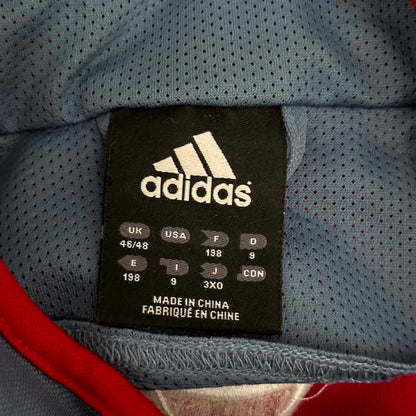 adidas®
UK USA F D
46/48 198 9
E I J CDN
198 9 3XO
MADE IN CHINA
FABRIQUÉ EN CHINE